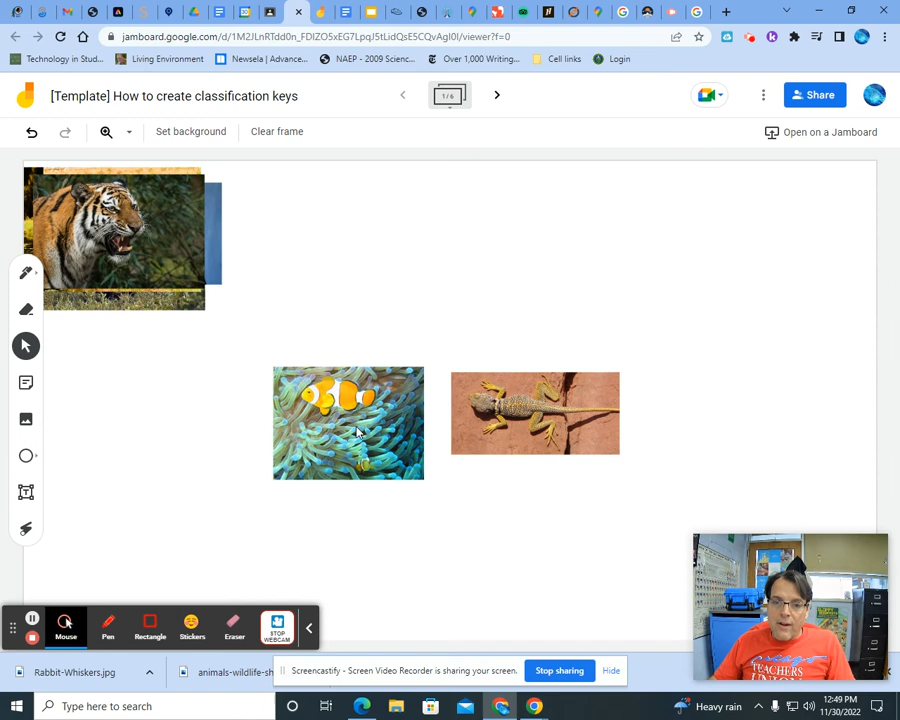 jamboard.google.com/d/1M2JLnRTdd0n_FDIZO5xEG7LpqJ5tLidQsE5CQvAgI0I/viewer?f=0
Technology in Stud...
Living Environment
Newsela | Advance...
NAEP - 2009 Scienc...
Over 1,000 Writing...
Cell links
Login
[Template] How to create classification keys
1/6
Share
Set background
Clear frame
Open on a Jamboard
TEACHERS
UNION
Mouse
Pen
Rectangle
Stickers
Eraser
STOP
WEBCAM
Rabbit-Whiskers.jpg
animals-wildlife-sh
Screencastify - Screen Video Recorder is sharing your screen.
Stop sharing
Hide
Type here to search
Heavy rain
12:49 PM
11/30/2022